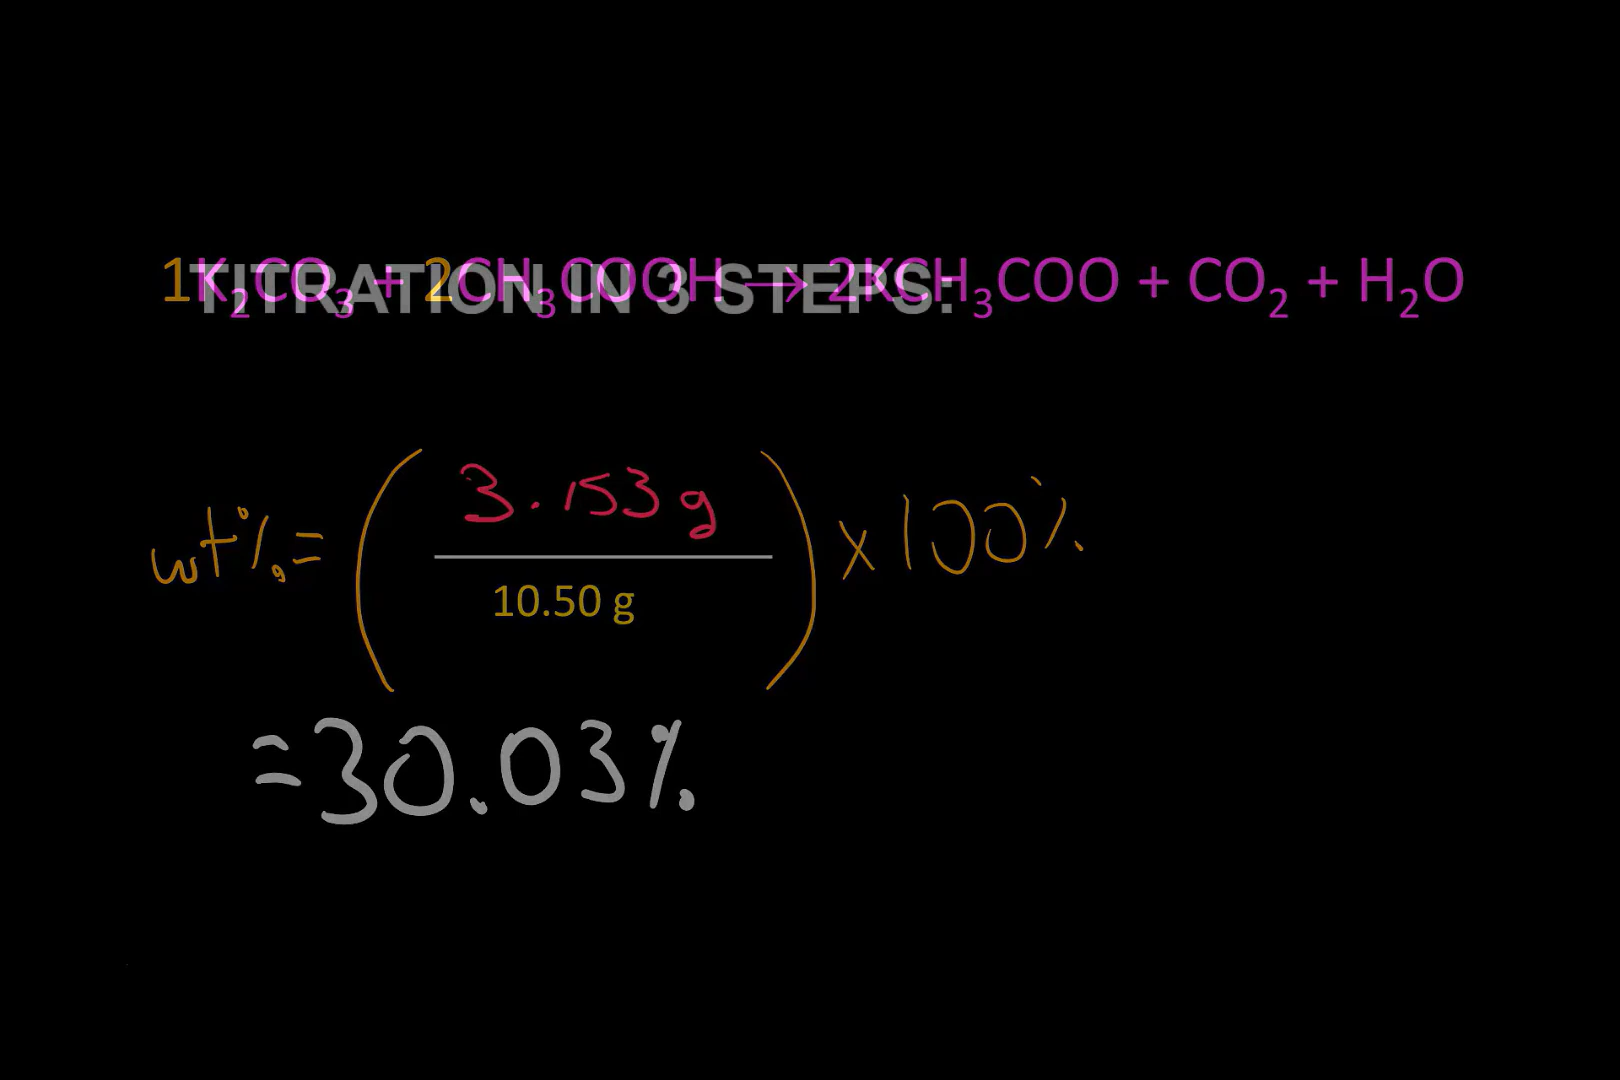 1K₂CO₃ + 2CH₃COOH → 2KCH₃COO + CO₂ + H₂O
TITRATION IN 3 STEPS:
wt% = (3.153 g / 10.50 g) x 100%
= 30.03%